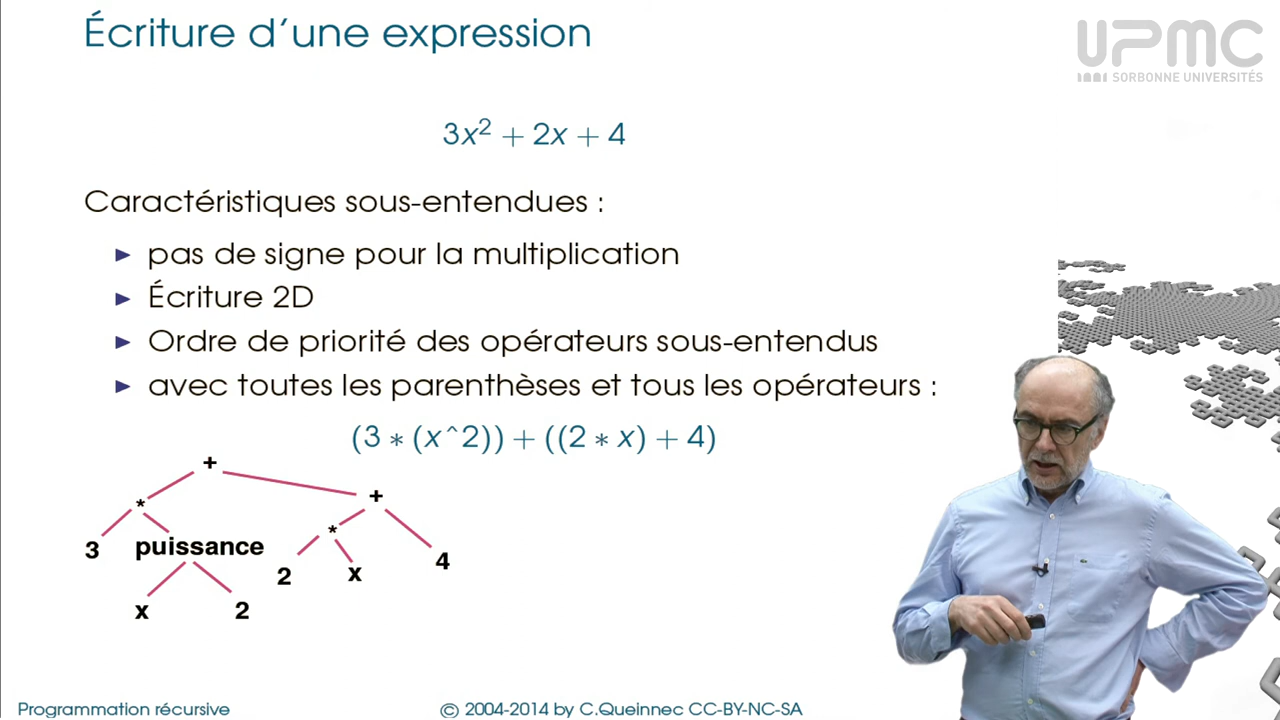 Écriture d'une expression
UPMC
SORBONNE UNIVERSITÉS
3x² + 2x + 4
Caractéristiques sous-entendues :
▶ pas de signe pour la multiplication
▶ Écriture 2D
▶ Ordre de priorité des opérateurs sous-entendus
▶ avec toutes les parenthèses et tous les opérateurs :
(3 ∗ (x^2)) + ((2 ∗ x) + 4)
+
* +
3 puissance * 4
x 2 2 x
Programmation récursive
© 2004-2014 by C.Queinnec CC-BY-NC-SA